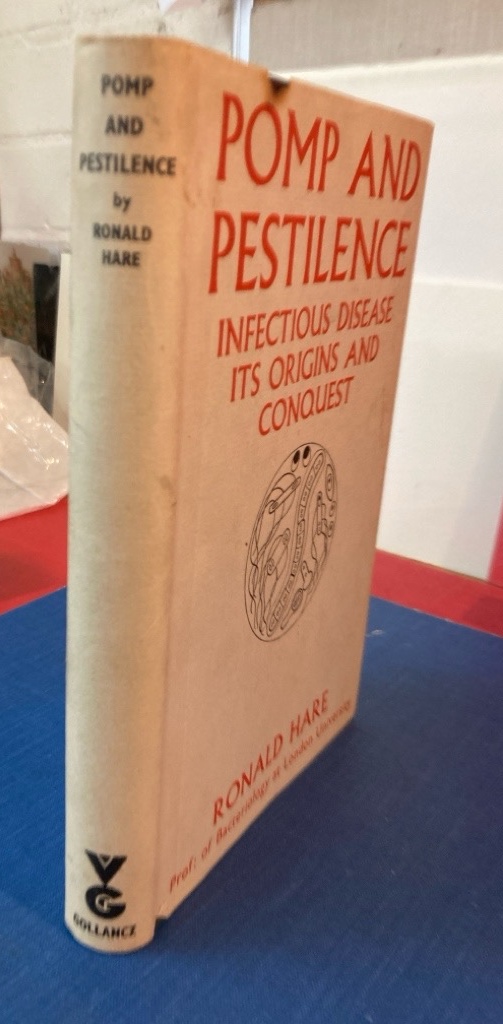 POMP
AND
PESTILENCE
by
RONALD
HARE
VG
GOLLANCZ
POMP AND
PESTILENCE
INFECTIOUS DISEASE
ITS ORIGINS AND
CONQUEST
RONALD HARE
Prof: of Bacteriology at London University